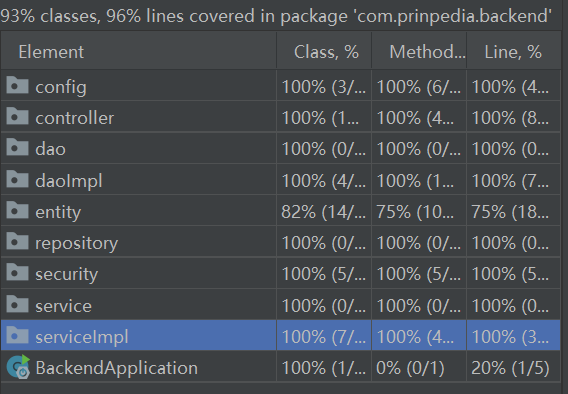 93% classes, 96% lines covered in package 'com.prinpedia.backend'
Element Class, % Method... Line, %
config 100% (3/... 100% (6/... 100% (4...
controller 100% (1... 100% (4... 100% (8...
dao 100% (0/... 100% (0/... 100% (0...
daoImpl 100% (4/... 100% (1... 100% (7...
entity 82% (14/... 75% (10... 75% (18...
repository 100% (0/... 100% (0/... 100% (0...
security 100% (5/... 100% (5/... 100% (5...
service 100% (0/... 100% (0/... 100% (0...
serviceImpl 100% (7/... 100% (4... 100% (3...
BackendApplication 100% (1/... 0% (0/1) 20% (1/5)